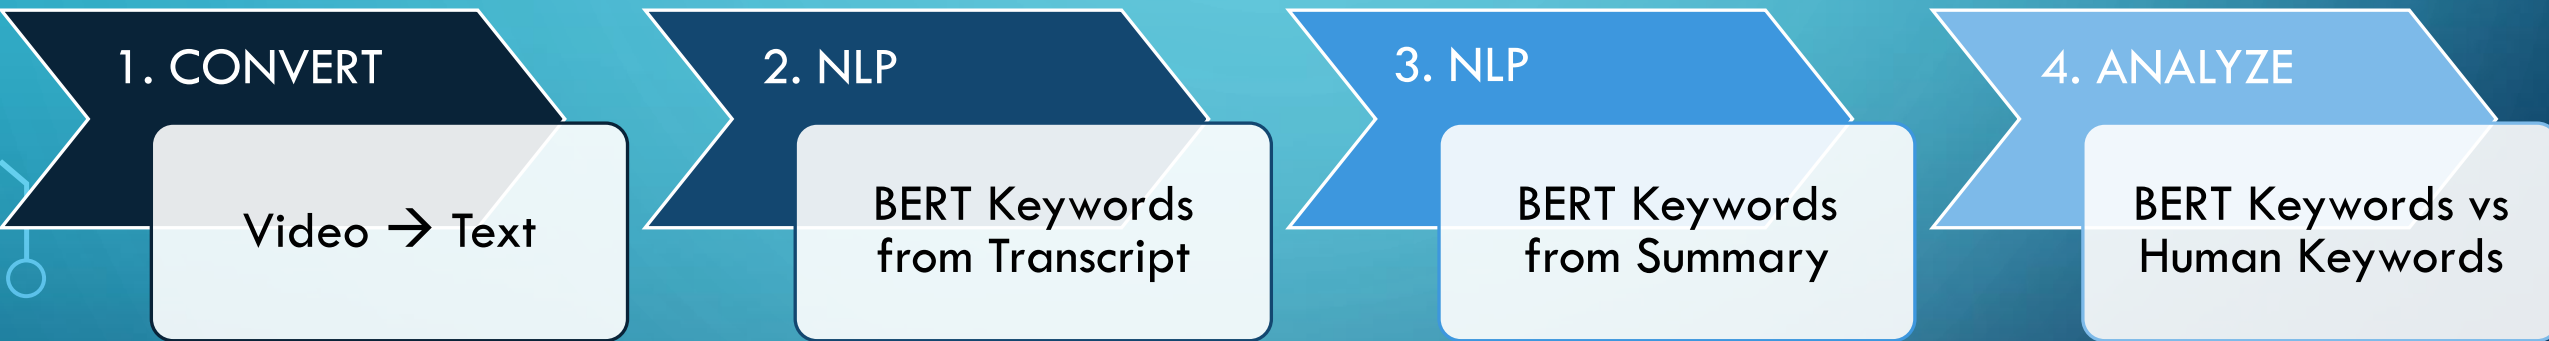 1. CONVERT
Video → Text
2. NLP
BERT Keywords
from Transcript
3. NLP
BERT Keywords
from Summary
4. ANALYZE
BERT Keywords vs
Human Keywords